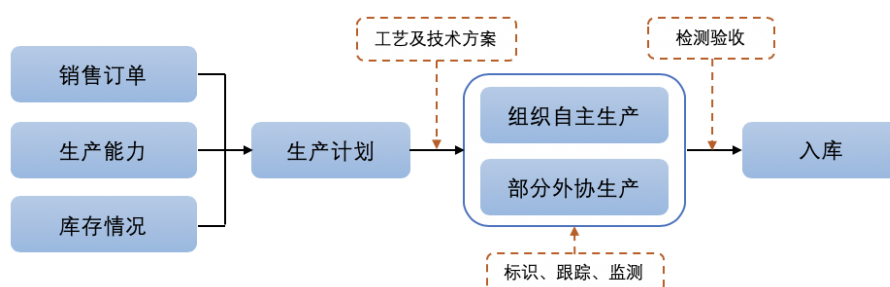 工艺及技术方案
检测验收
销售订单
生产能力
库存情况
生产计划
组织自主生产
部分外协生产
入库
标识、跟踪、监测